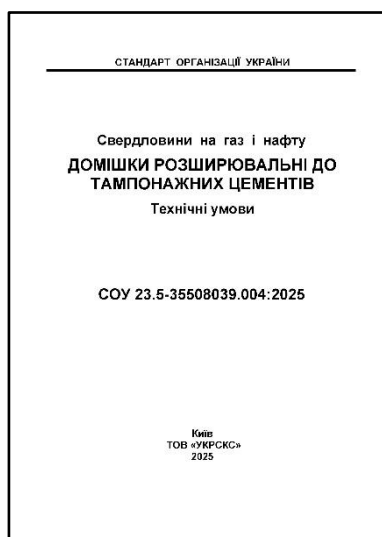 СТАНДАРТ ОРГАНІЗАЦІЇ УКРАЇНИ
Свердловини на газ і нафту
ДОМІШКИ РОЗШИРЮВАЛЬНІ ДО
ТАМПОНАЖНИХ ЦЕМЕНТІВ
Технічні умови
СОУ 23.5-35508039.004:2025
Київ
ТОВ «УКРСКС»
2025